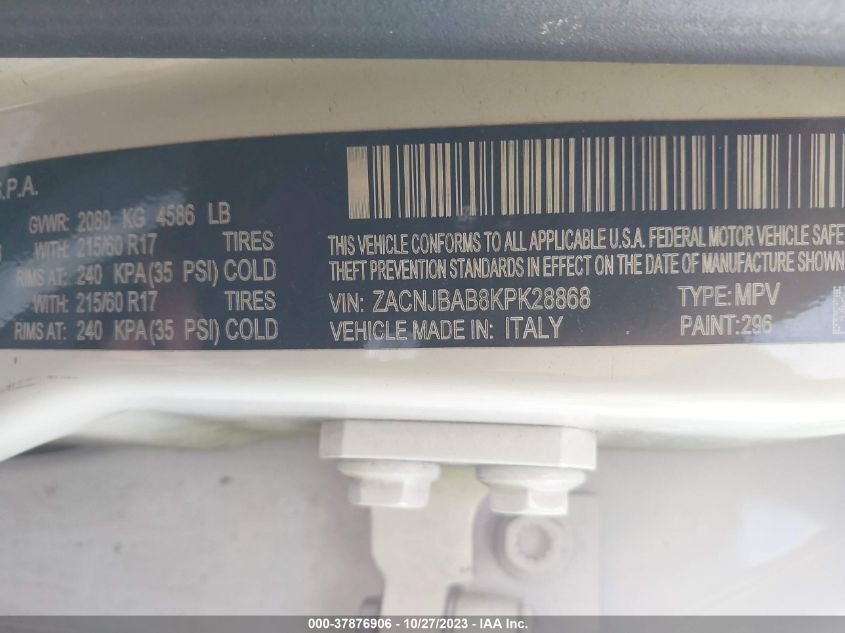 S.P.A.
GVWR: 2080 KG 4586 LB
WITH: 215/60 R17 TIRES
RIMS AT: 240 KPA(35 PSI) COLD
WITH: 215/60 R17 TIRES
RIMS AT: 240 KPA(35 PSI) COLD
THIS VEHICLE CONFORMS TO ALL APPLICABLE U.S.A. FEDERAL MOTOR VEHICLE SAFE
THEFT PREVENTION STANDARDS IN EFFECT ON THE DATE OF MANUFACTURE SHOWN
VIN: ZACNJBAB8KPK28868 TYPE: MPV
VEHICLE MADE IN: ITALY PAINT: 296
000-37876906 - 10/27/2023 - IAA Inc.